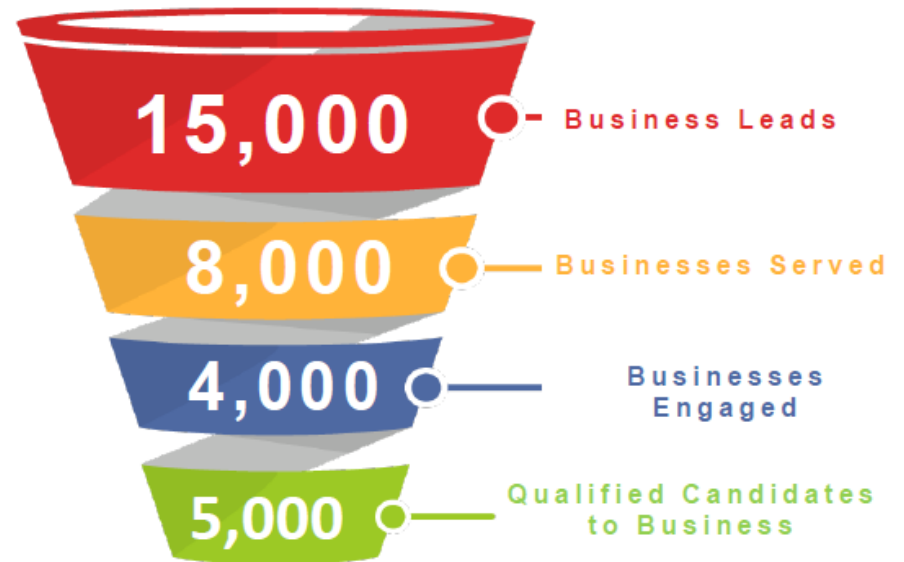 15,000
Business Leads
8,000
Businesses Served
4,000
Businesses
Engaged
5,000
Qualified Candidates
to Business